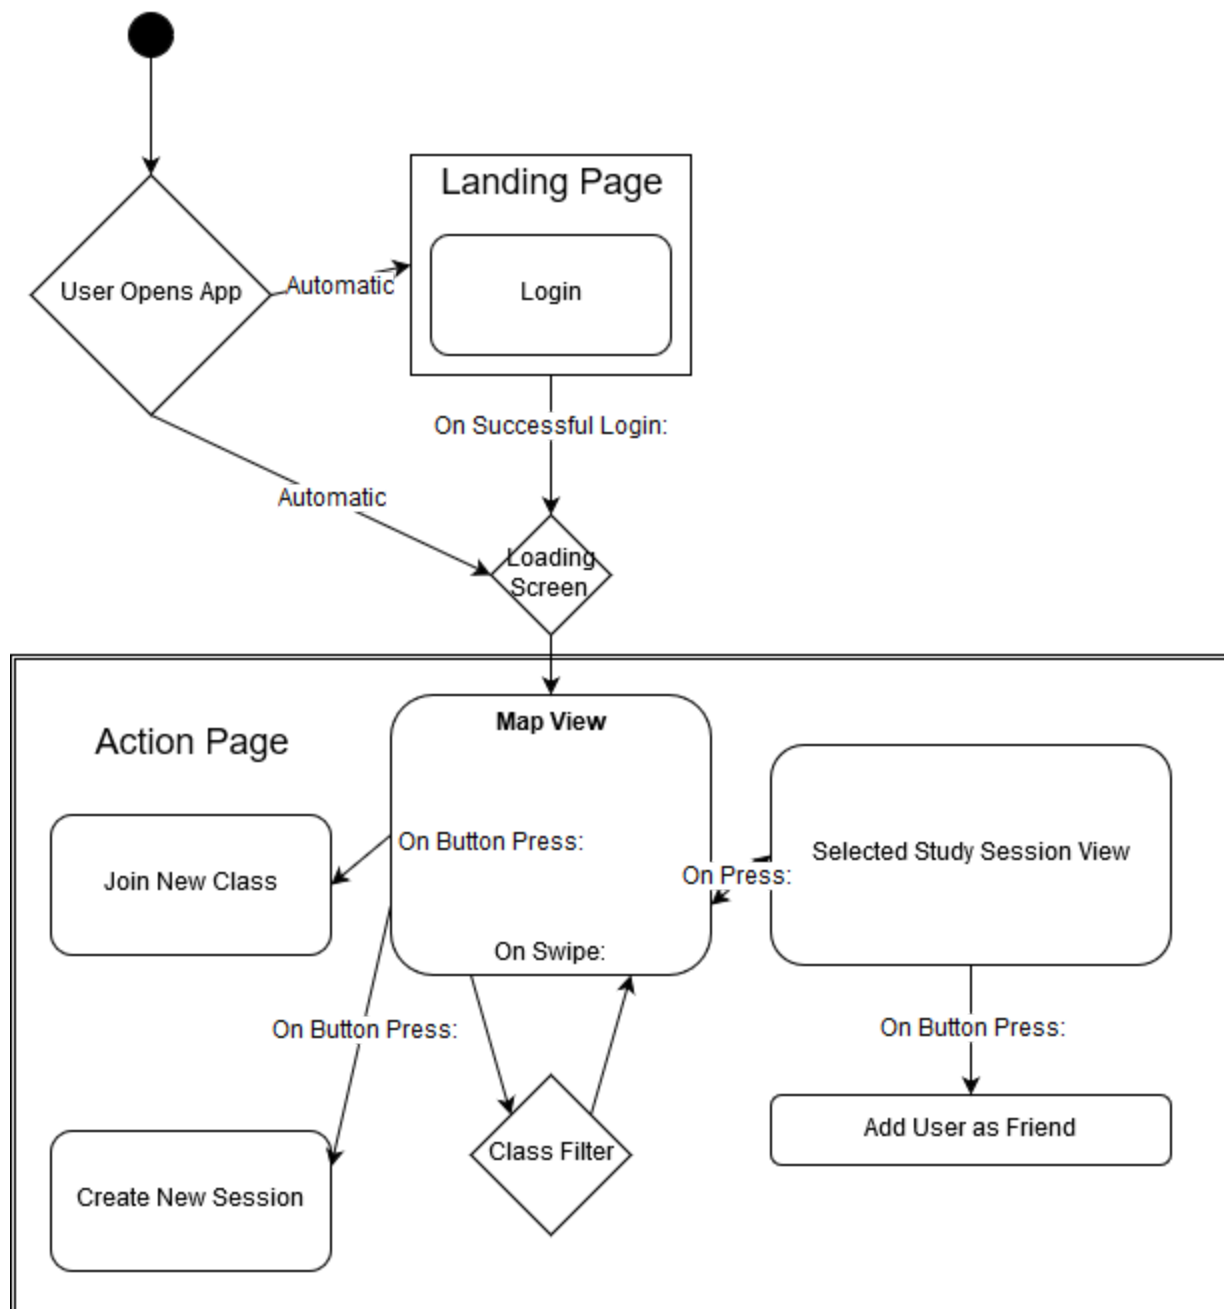 Landing Page
User Opens App
Automatic
Login
On Successful Login:
Automatic
Loading
Screen
Map View
Action Page
On Button Press:
Selected Study Session View
On Press:
Join New Class
On Swipe:
On Button Press:
On Button Press:
Add User as Friend
Class Filter
Create New Session